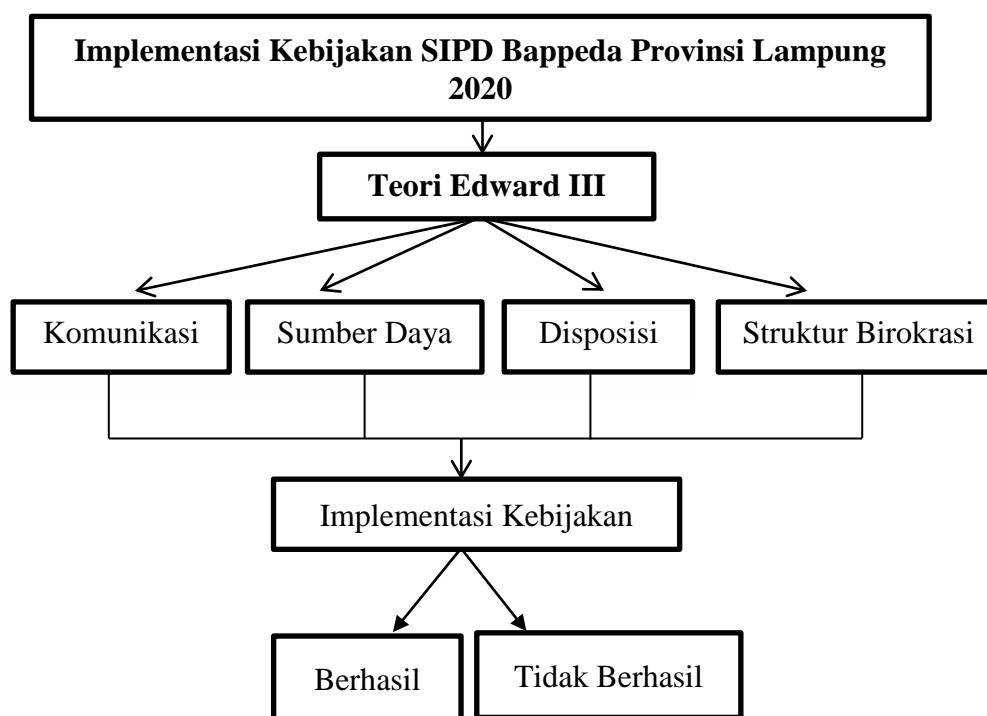 Implementasi Kebijakan SIPD Bappeda Provinsi Lampung
2020
Teori Edward III
Komunikasi
Sumber Daya
Disposisi
Struktur Birokrasi
Implementasi Kebijakan
Berhasil
Tidak Berhasil